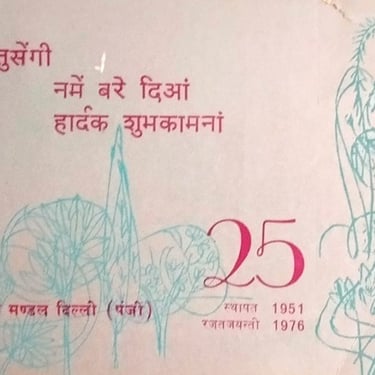 तुसेंगी
नमें बरे दिआं
हार्दक शुभकामनां
25
मण्डल दिल्ली (पंजी)
स्थापत 1951
रजतजयन्ती 1976